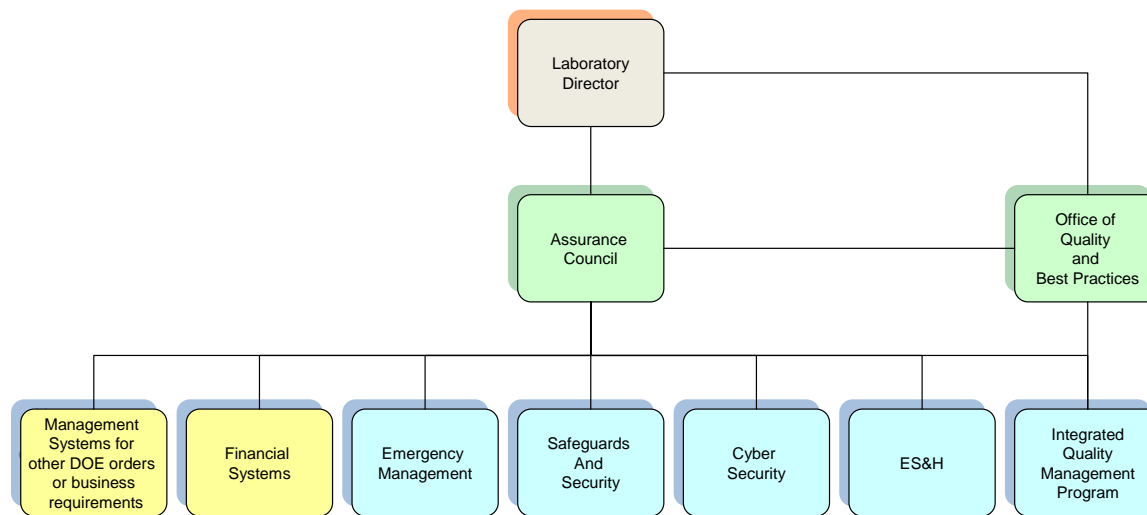 Laboratory
Director
Assurance
Council
Office of
Quality
and
Best Practices
Management
Systems for
other DOE orders
or business
requirements
Financial
Systems
Emergency
Management
Safeguards
And
Security
Cyber
Security
ES&H
Integrated
Quality
Management
Program